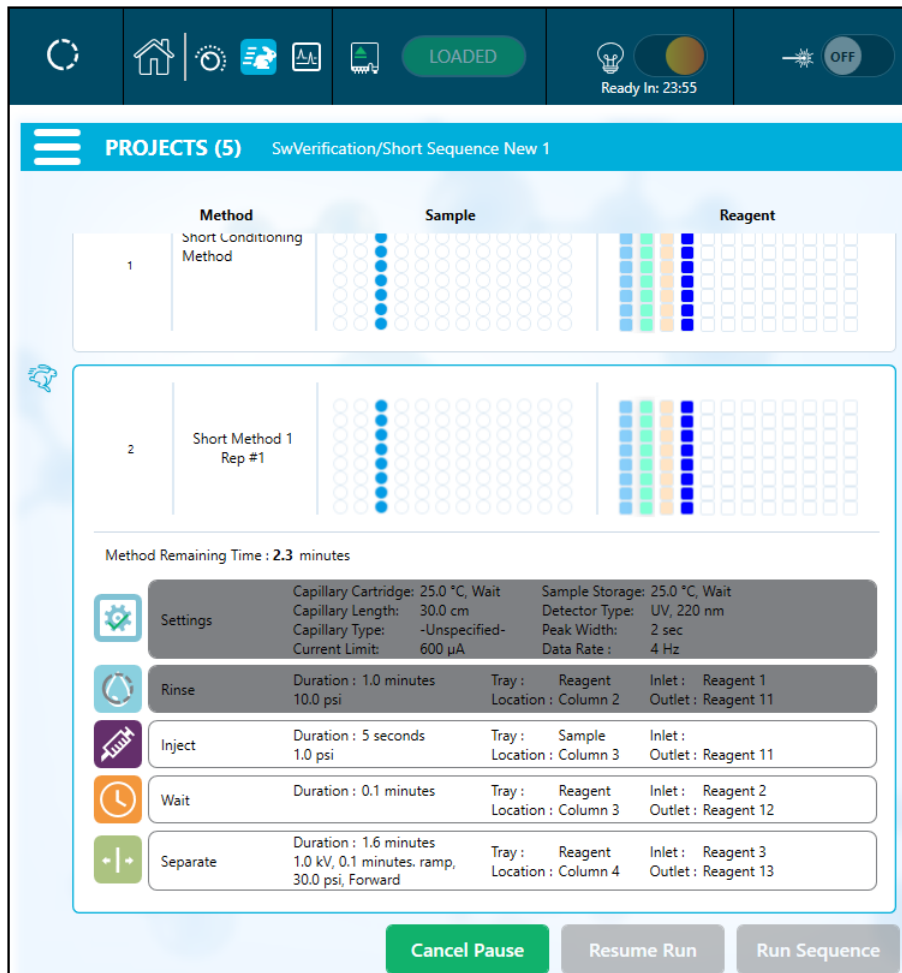 LOADED
Ready In: 23:55
OFF
PROJECTS (5) SwVerification/Short Sequence New 1
Method Sample Reagent
1
Short Conditioning
Method
2
Short Method 1
Rep #1
Method Remaining Time : 2.3 minutes
Settings
Capillary Cartridge: 25.0 °C, Wait Sample Storage: 25.0 °C, Wait
Capillary Length: 30.0 cm Detector Type: UV, 220 nm
Capillary Type: -Unspecified- Peak Width: 2 sec
Current Limit: 600 µA Data Rate : 4 Hz
Rinse
Duration : 1.0 minutes Tray : Reagent Inlet : Reagent 1
10.0 psi Location : Column 2 Outlet : Reagent 11
Inject
Duration : 5 seconds Tray : Sample Inlet :
1.0 psi Location : Column 3 Outlet : Reagent 11
Wait
Duration : 0.1 minutes Tray : Reagent Inlet : Reagent 2
Location : Column 3 Outlet : Reagent 12
Separate
Duration : 1.6 minutes
1.0 kV, 0.1 minutes. ramp, Tray : Reagent Inlet : Reagent 3
30.0 psi, Forward Location : Column 4 Outlet : Reagent 13
Cancel Pause Resume Run Run Sequence